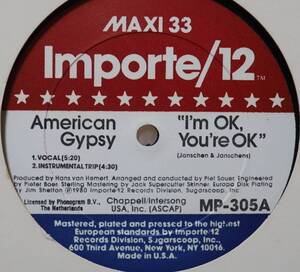 MAXI 33
Importe/12 ™
American Gypsy
"I'm OK, You're OK"
(Janschen & Janschens)
1. VOCAL (5:20)
2. INSTRUMENTAL TRIP (4:30)
Produced by Hans van Hemert. Arranged and conducted by Piet Souer. Engineered
by Pieter Boer Sterling Mastering by Jack Supercutter Skinner. Europa Disk Plating
by Jim Shelton ℗©1980 Importe·12 Records Division, Sugarscoop, Inc.
Licensed by Phonogram B.V., The Netherlands
Chappell/Intersong USA, Inc. (ASCAP)
MP-305A
Mastered, plated and pressed to the highest
European standards by Importe·12
Records Division, Sugarscoop, Inc.
600 Third Avenue, New York, NY 10016
Made in U.S.A.